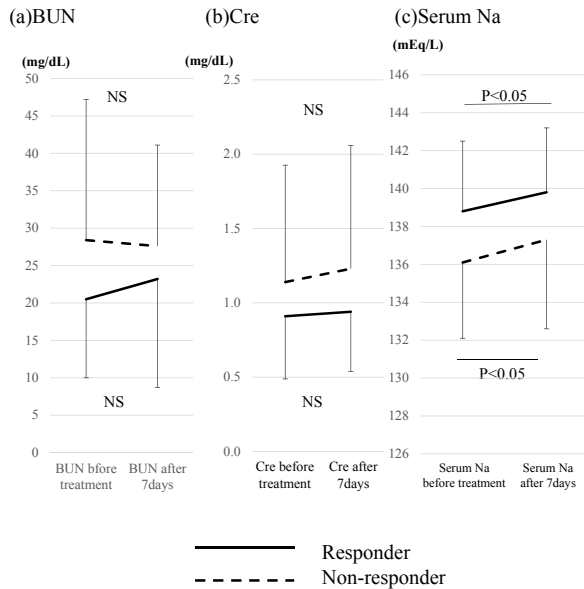 (a)BUN
(mg/dL)
50
45
40
35
30
25
20
15
10
5
0
NS
NS
BUN bfore
treatment
BUN after
7days
(b)Cre
(mg/dL)
2.5
2.0
1.5
1.0
0.5
0.0
NS
NS
Cre before
treatment
Cre after
7days
(c)Serum Na
(mEq/L)
146
144
142
140
138
136
134
132
130
128
126
P<0.05
P<0.05
Serum Na
before treatment
Serum Na
after 7days
Responder
Non-responder